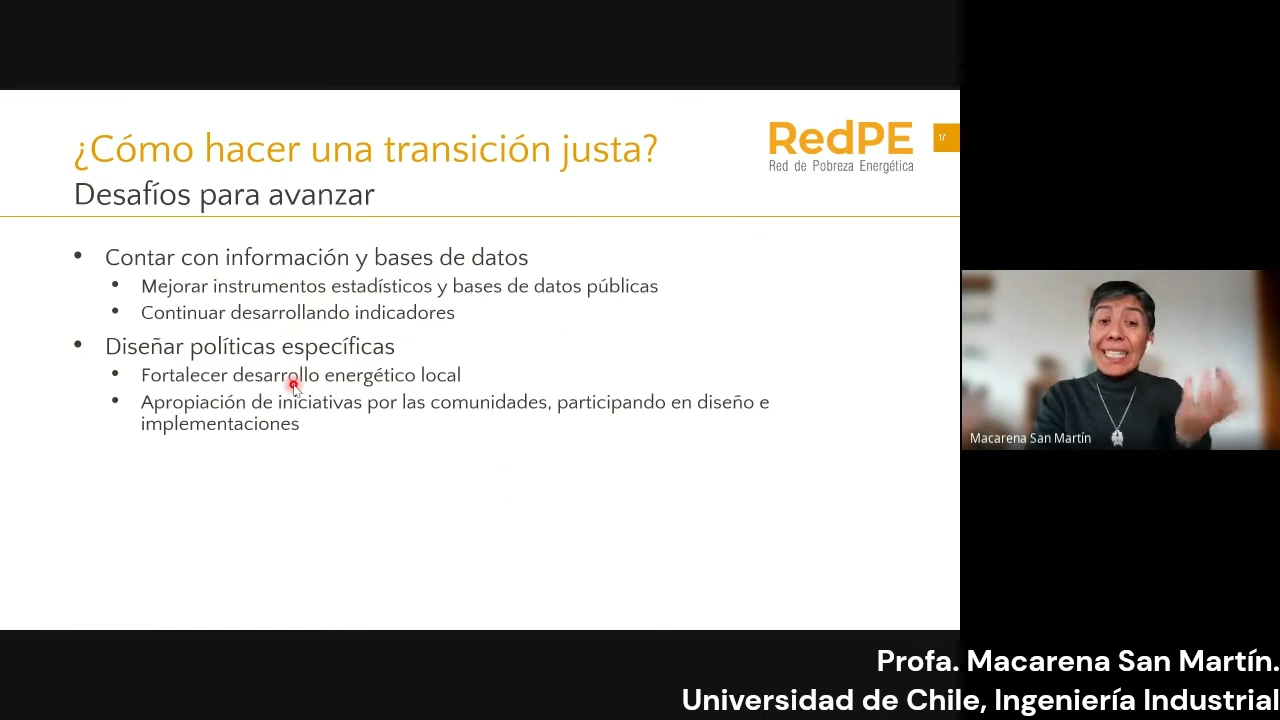 ¿Cómo hacer una transición justa?
Desafíos para avanzar
RedPE
Red de Pobreza Energética
17
• Contar con información y bases de datos
• Mejorar instrumentos estadísticos y bases de datos públicas
• Continuar desarrollando indicadores
• Diseñar políticas específicas
• Fortalecer desarrollo energético local
• Apropiación de iniciativas por las comunidades, participando en diseño e
implementaciones
Macarena San Martín
Profa. Macarena San Martín.
Universidad de Chile, Ingeniería Industrial